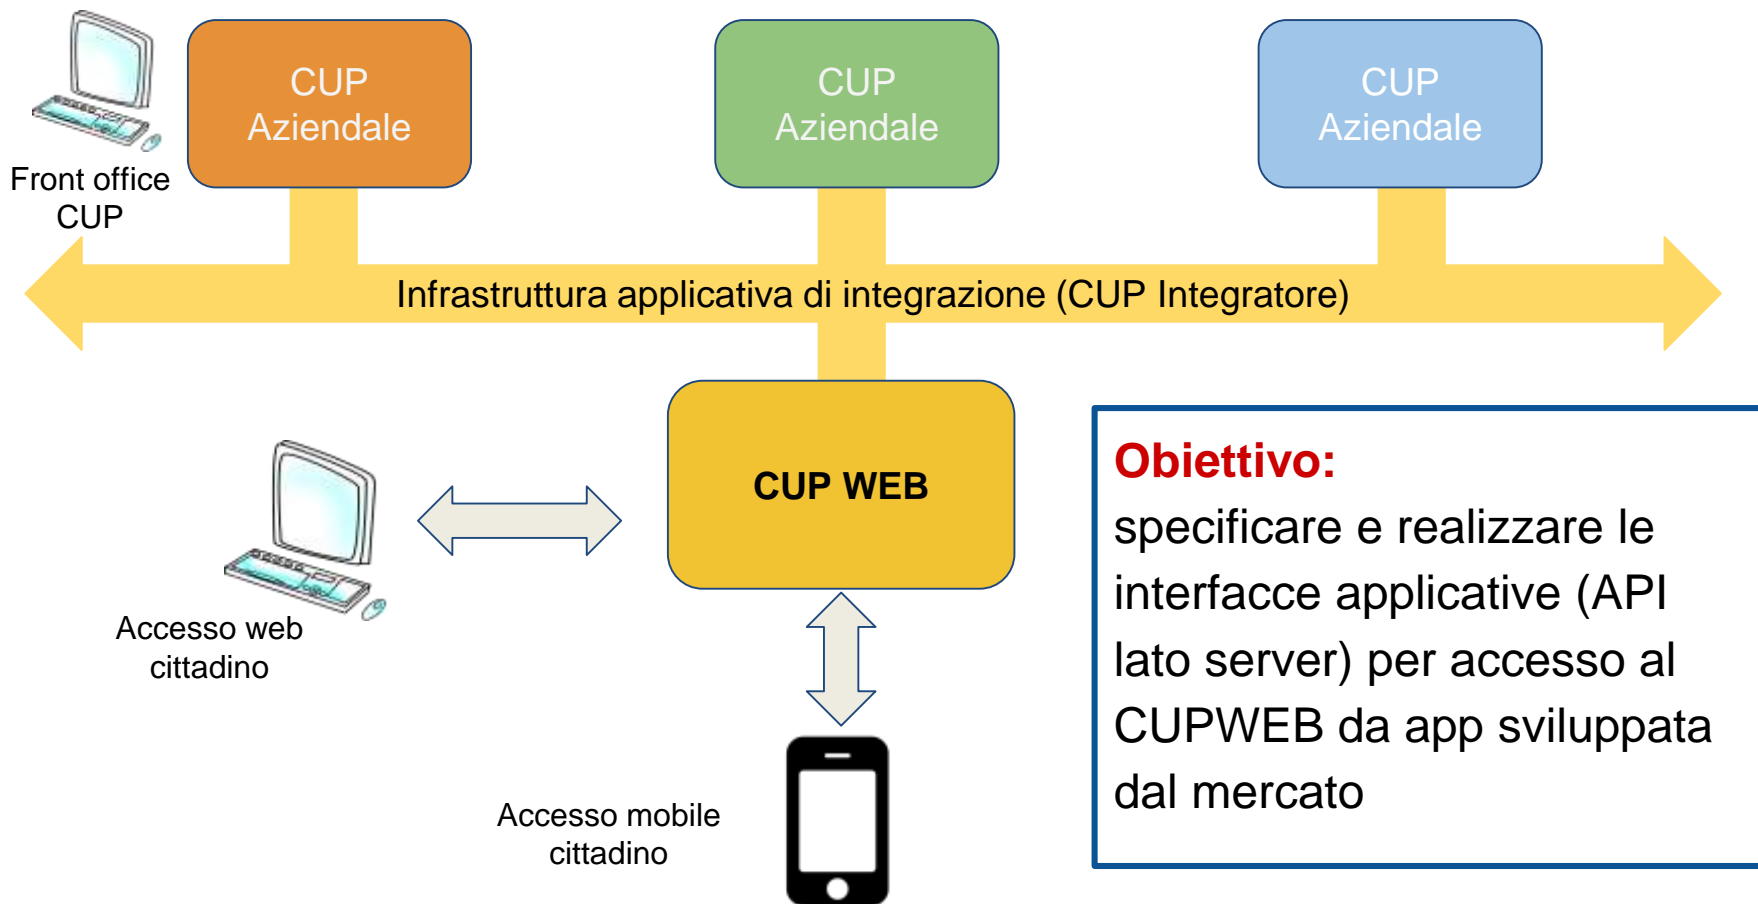 CUP
Aziendale
CUP
Aziendale
CUP
Aziendale
Front office
CUP
Infrastruttura applicativa di integrazione (CUP Integratore)
CUP WEB
Accesso web
cittadino
Accesso mobile
cittadino
Obiettivo:
specificare e realizzare le
interfacce applicative (API
lato server) per accesso al
CUPWEB da app sviluppata
dal mercato